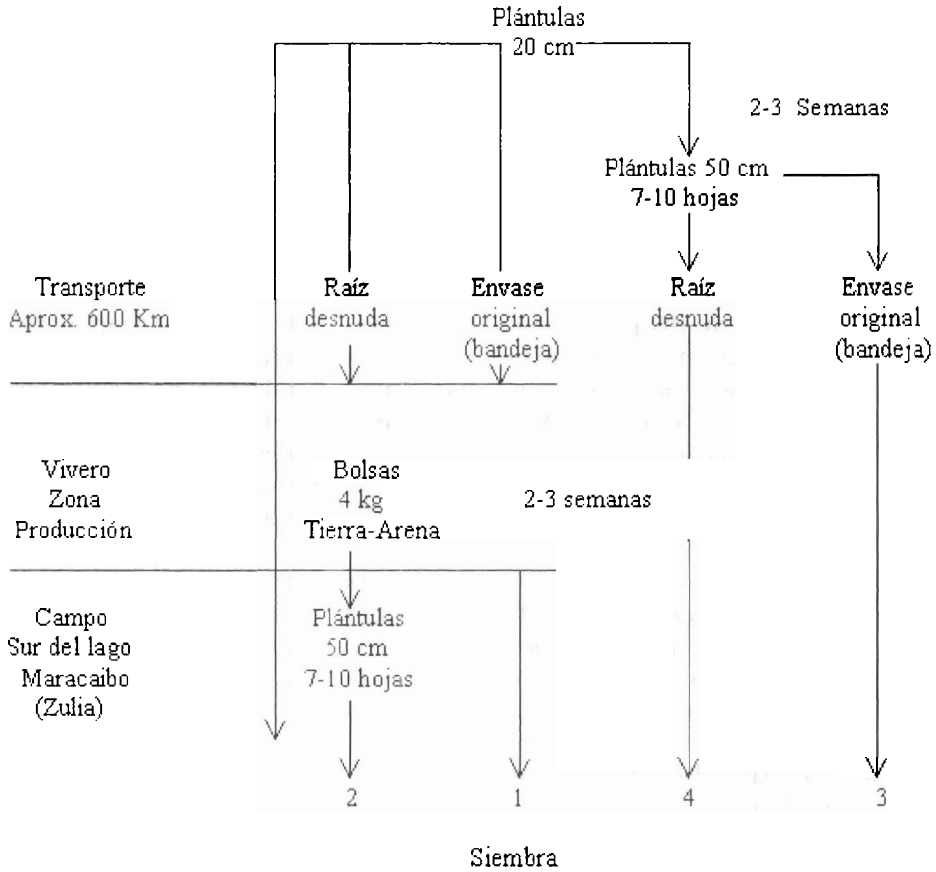 Plántulas
20 cm
2-3 Semanas
Plántulas 50 cm
7-10 hojas
Transporte
Aprox. 600 Km
Raíz
desnuda
Envase
original
(bandeja)
Raíz
desnuda
Envase
original
(bandeja)
Vivero
Zona
Producción
Bolsas
4 kg
Tierra-Arena
2-3 semanas
Campo
Sur del lago
Maracaibo
(Zulia)
Plántulas
50 cm
7-10 hojas
2 1 4 3
Siembra